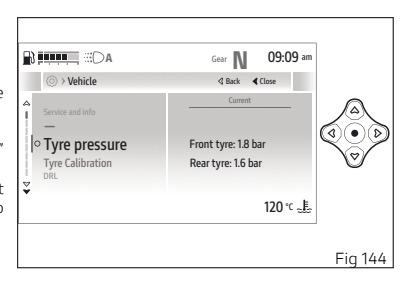 A
Gear N
09:09 am
> Vehicle
Back
Close
Service and info
Current
Tyre pressure
Front tyre: 1.8 bar
Tyre Calibration
Rear tyre: 1.6 bar
DRL
120 °C
Fig 144